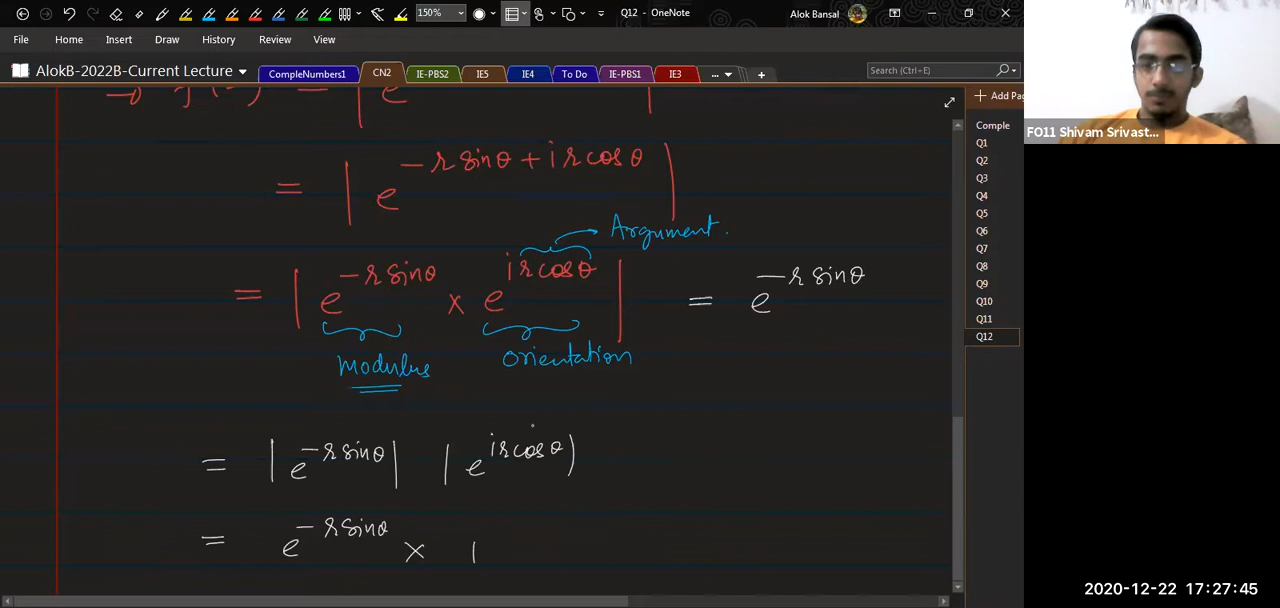 150%
Q12 - OneNote
Alok Bansal
File Home Insert Draw History Review View
AlokB-2022B-Current Lecture
CompleNumbers1 CN2 IE-PBS2 IE5 IE4 To Do IE-PBS1 IE3 ...
Search (Ctrl+E)
Add Pag
Comple
Q1
Q2
Q3
Q4
Q5
Q6
Q7
Q8
Q9
Q10
Q11
Q12
FO11 Shivam Srivast...
= | e^{-r sinθ + i r cosθ} |
Argument.
= | e^{-r sinθ} × e^{i r cosθ} | = e^{-r sinθ}
modulus orientation
= | e^{-r sinθ} | | e^{i r cosθ} )
= e^{-r sinθ} × 1
2020-12-22 17:27:45